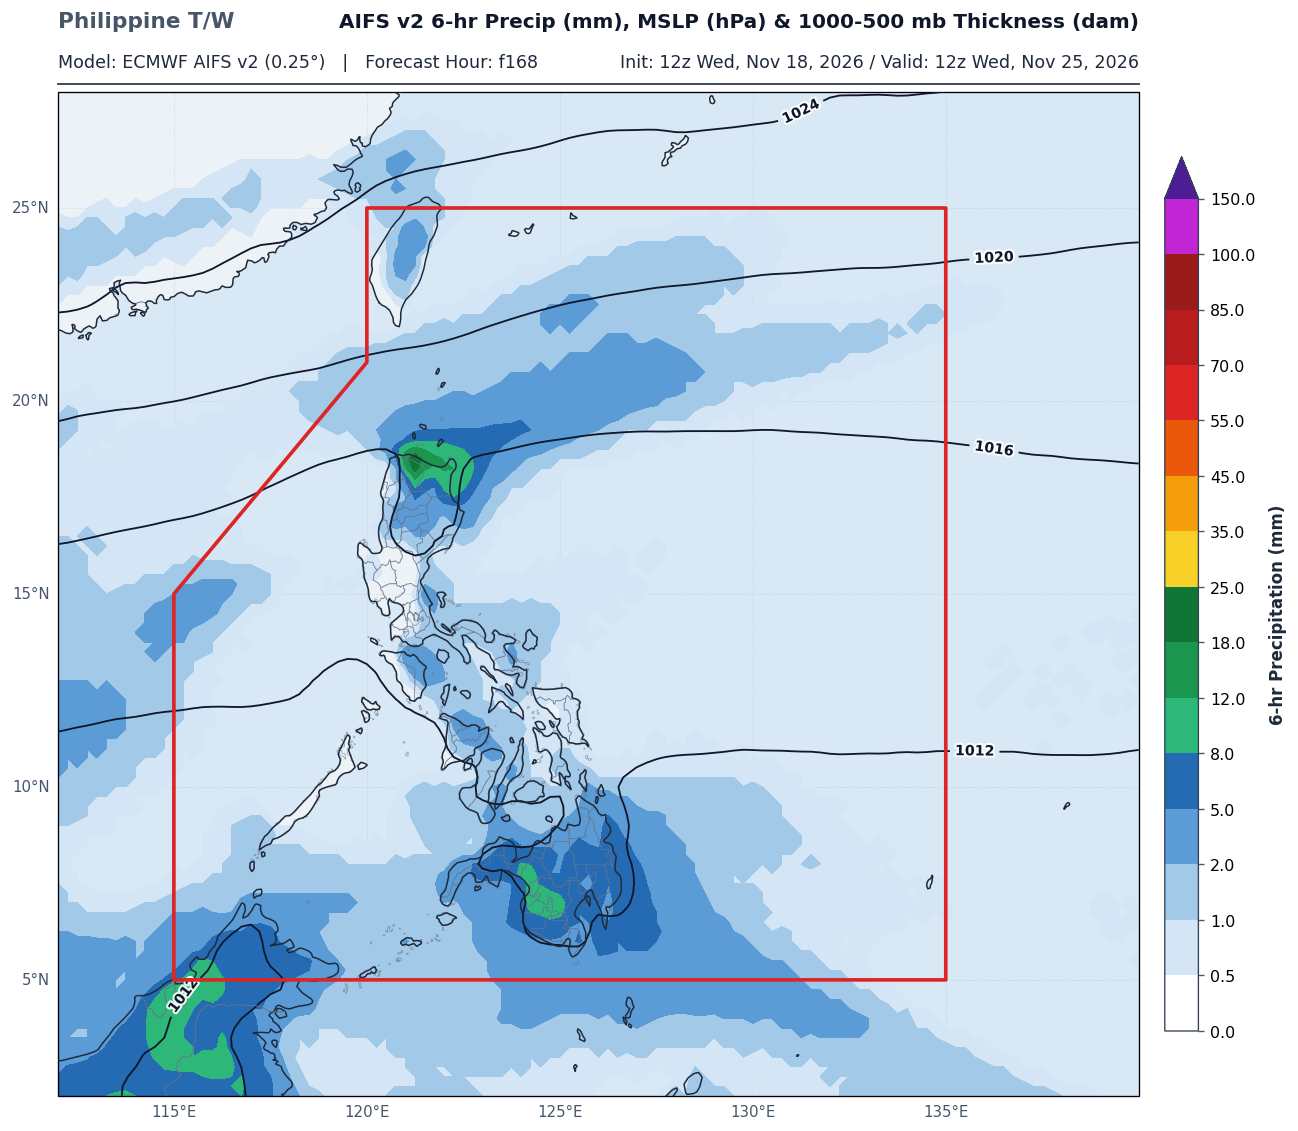 Philippine T/W
AIFS v2 6-hr Precip (mm), MSLP (hPa) & 1000-500 mb Thickness (dam)
Model: ECMWF AIFS v2 (0.25°) | Forecast Hour: f168
Init: 12z Wed, Nov 18, 2026 / Valid: 12z Wed, Nov 25, 2026
1024
1020
1016
1012
1012
25°N
20°N
15°N
10°N
5°N
115°E
120°E
125°E
130°E
135°E
150.0
100.0
85.0
70.0
55.0
45.0
35.0
25.0
18.0
12.0
8.0
5.0
2.0
1.0
0.5
0.0
6-hr Precipitation (mm)